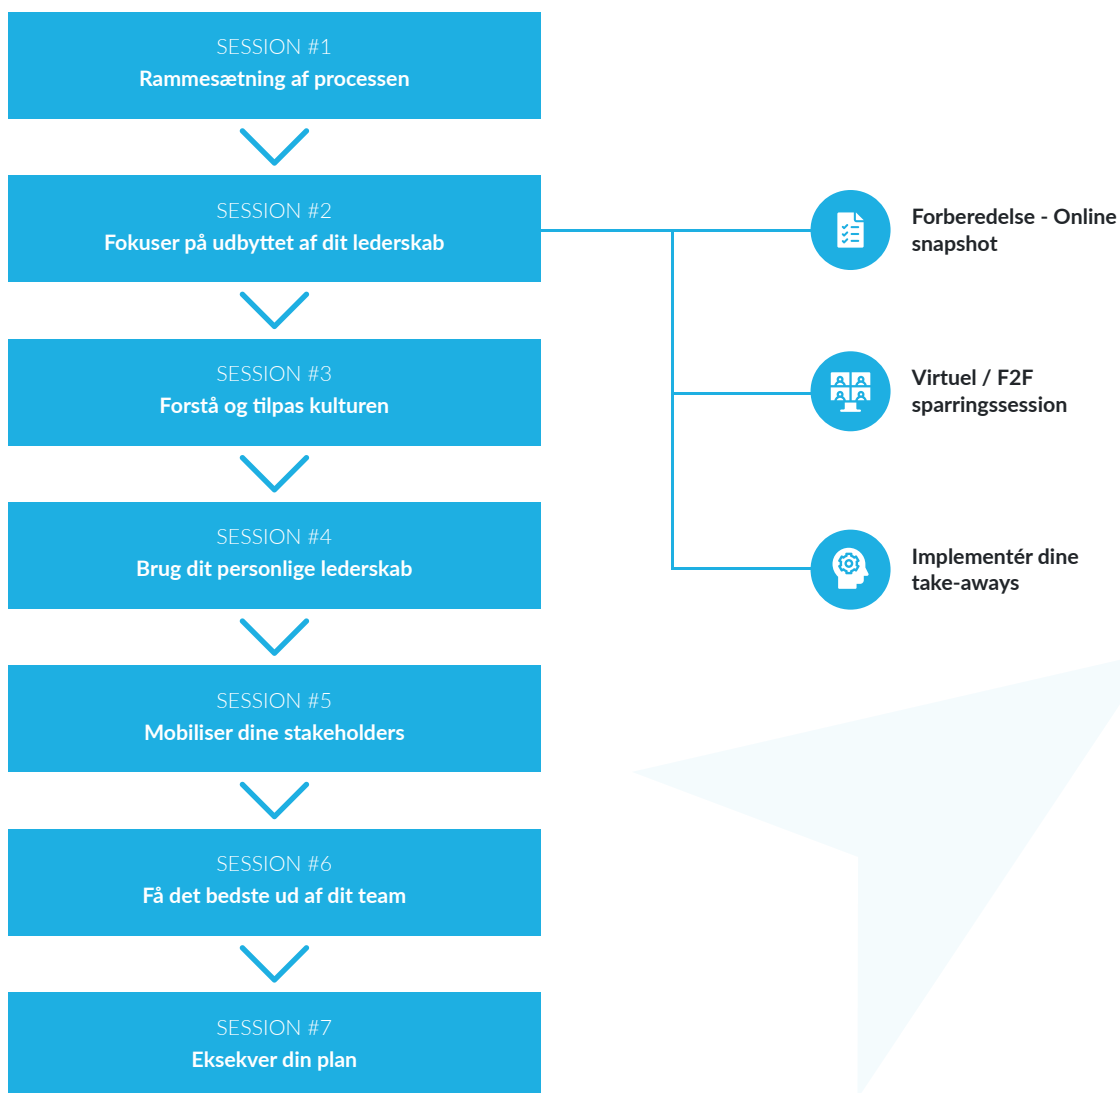 SESSION #1
Rammesætning af processen
SESSION #2
Fokuser på udbyttet af dit lederskab
Forberedelse - Online
snapshot
SESSION #3
Forstå og tilpas kulturen
Virtuel / F2F
sparringssession
SESSION #4
Brug dit personlige lederskab
Implementér dine
take-aways
SESSION #5
Mobiliser dine stakeholders
SESSION #6
Få det bedste ud af dit team
SESSION #7
Eksekver din plan